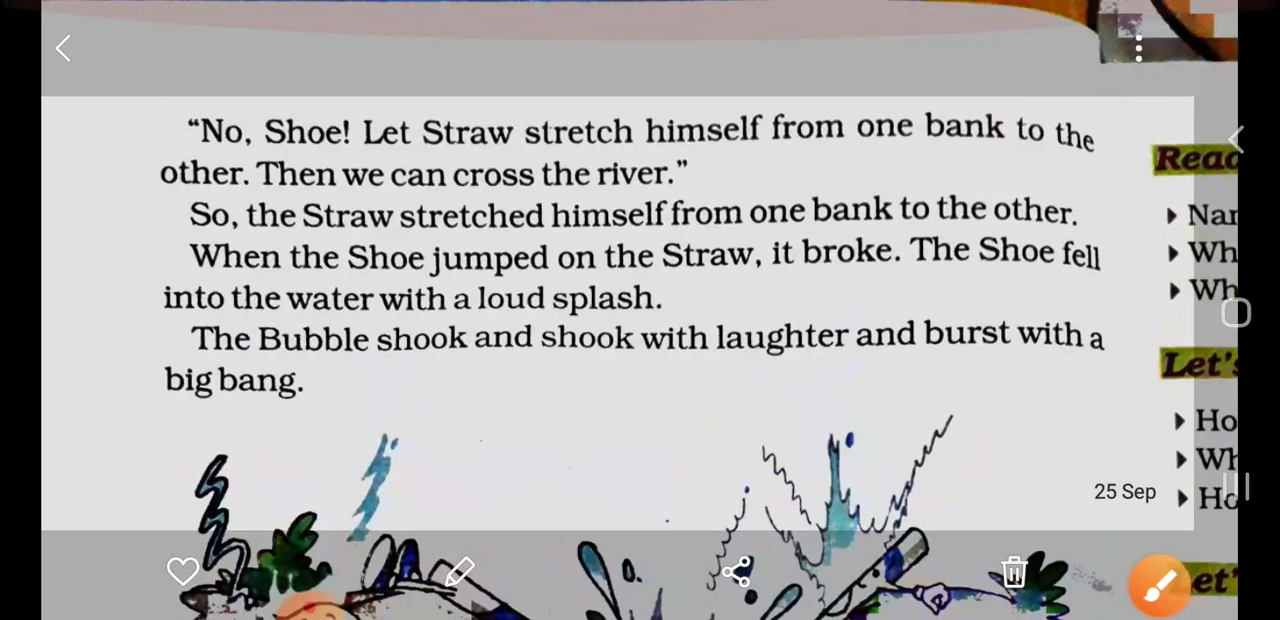 “No, Shoe! Let Straw stretch himself from one bank to the
other. Then we can cross the river.”
So, the Straw stretched himself from one bank to the other.
When the Shoe jumped on the Straw, it broke. The Shoe fell
into the water with a loud splash.
The Bubble shook and shook with laughter and burst with a
big bang.
25 Sep